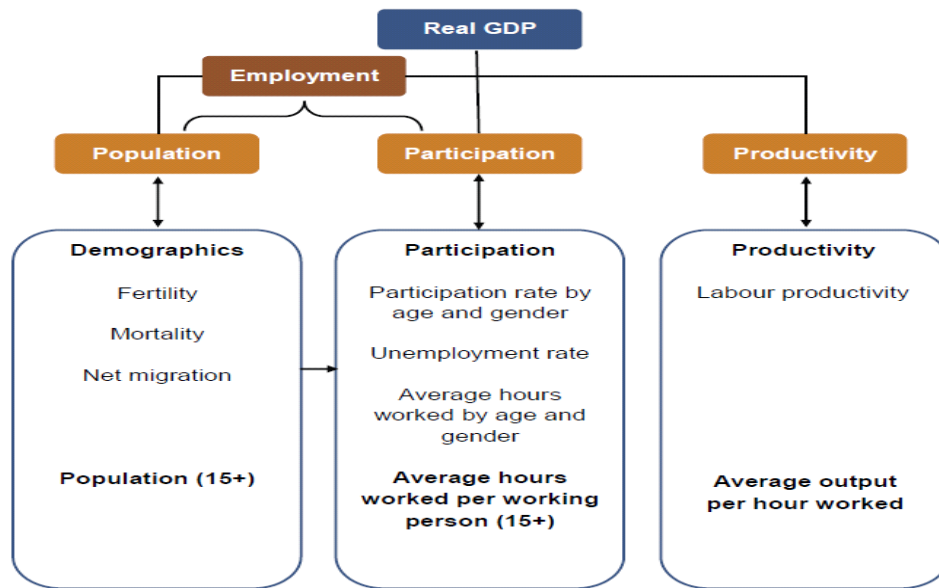 Real GDP
Employment
Population
Participation
Productivity
Demographics
Fertility
Mortality
Net migration
Population (15+)
Participation
Participation rate by
age and gender
Unemployment rate
Average hours
worked by age and
gender
Average hours
worked per working
person (15+)
Productivity
Labour productivity
Average output
per hour worked